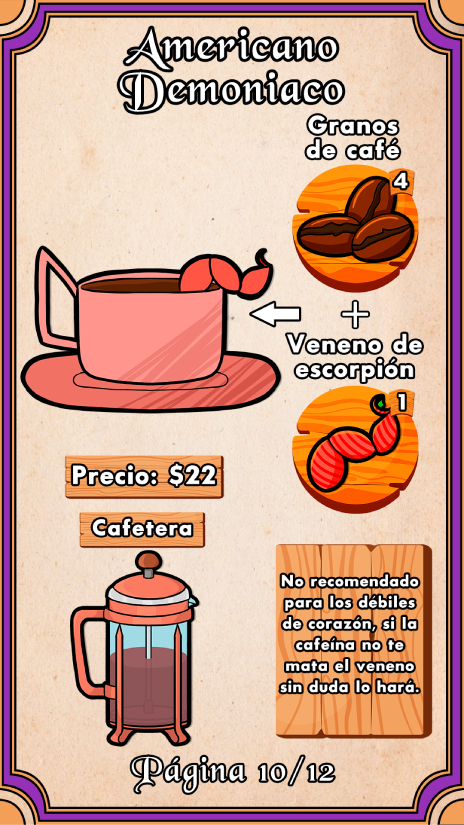 Americano
Demoniaco
Granos
de café
4
+
Veneno de
escorpión
1
Precio: $22
Cafetera
No recomendado
para los débiles
de corazón, si la
cafeína no te
mata el veneno
sin duda lo hará.
Página 10/12